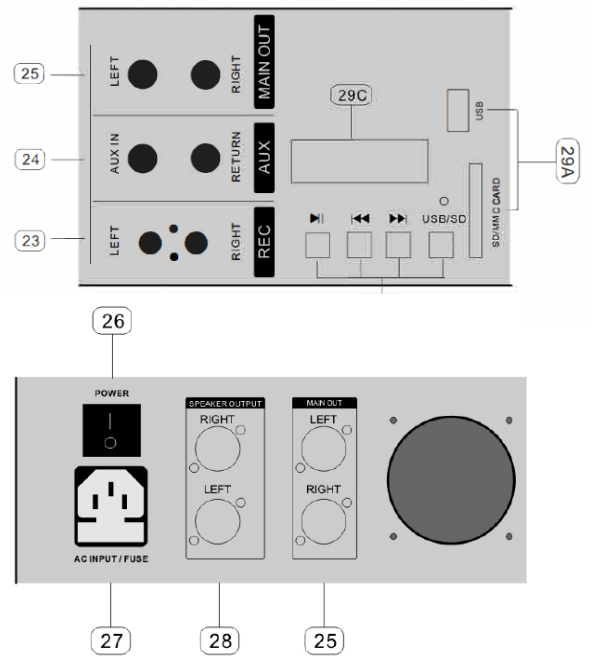 25
LEFT
RIGHT
MAIN OUT
24
AUX IN
RETURN
AUX
23
LEFT
RIGHT
REC
29C
USB
29A
SD/MMC CARD
USB/SD
26
POWER
AC INPUT / FUSE
SPEAKER OUTPUT
RIGHT
LEFT
MAIN OUT
LEFT
RIGHT
27
28
25